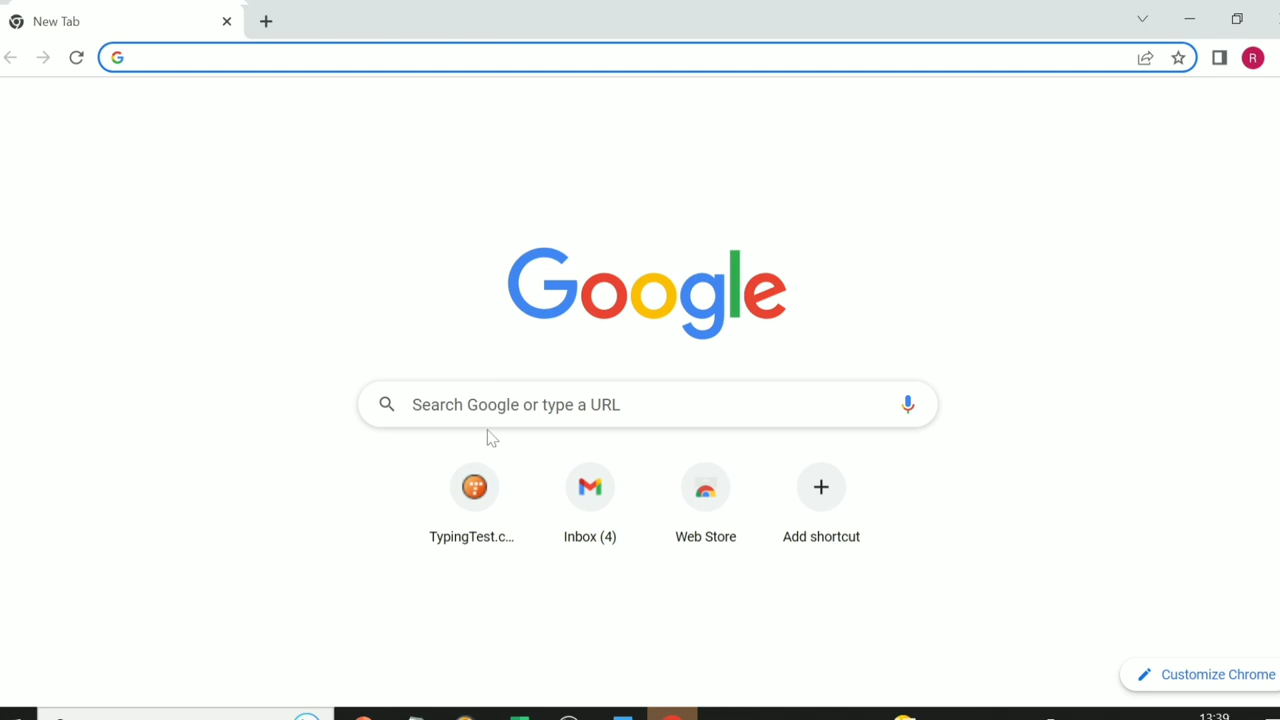 New Tab
R
Google
Search Google or type a URL
TypingTest.c...
Inbox (4)
Web Store
Add shortcut
Customize Chrome
13:39